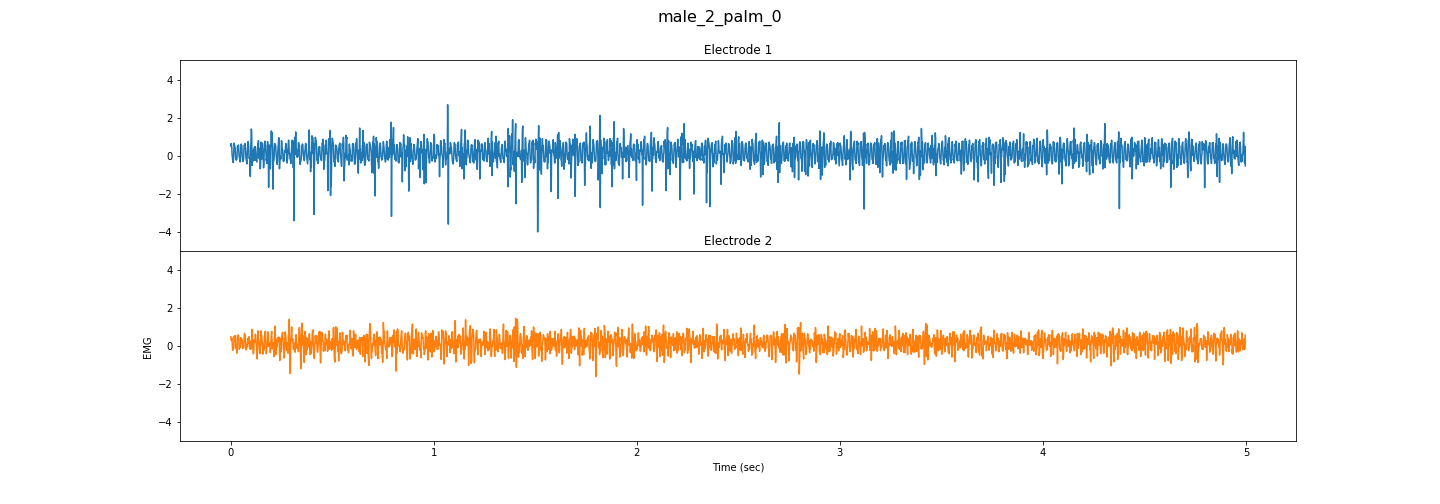 male_2_palm_0
Electrode 1
4
2
0
−2
−4
Electrode 2
4
2
0
−2
−4
EMG
0 1 2 3 4 5
Time (sec)